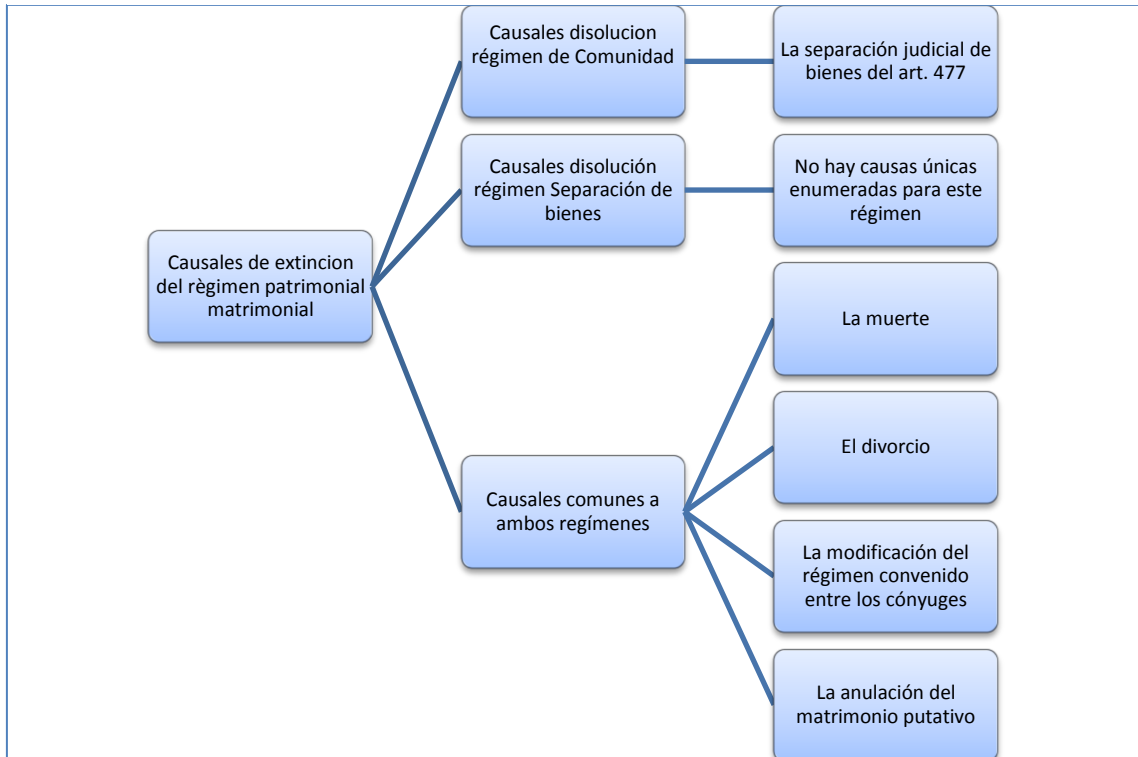 Causales disolucion
régimen de Comunidad
La separación judicial de
bienes del art. 477
Causales disolución
régimen Separación de
bienes
No hay causas únicas
enumeradas para este
régimen
Causales de extincion
del règimen patrimonial
matrimonial
La muerte
El divorcio
Causales comunes a
ambos regímenes
La modificación del
régimen convenido
entre los cónyuges
La anulación del
matrimonio putativo